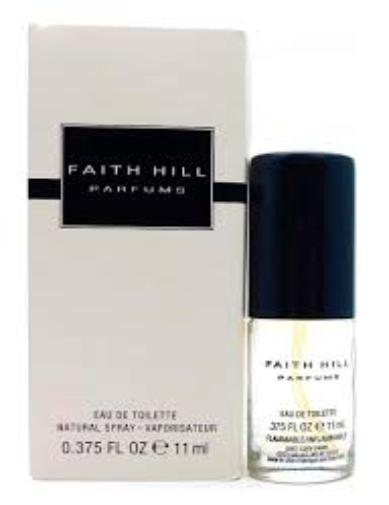 FAITH HILL
PARFUMS
EAU DE TOILETTE
NATURAL SPRAY - VAPORISATEUR
0.375 FL OZ ℮ 11 ml
FAITH HILL
PARFUMS
EAU DE TOILETTE
.375 FL OZ ℮ 11 ml
FLAMMABLE/INFLAMMABLE